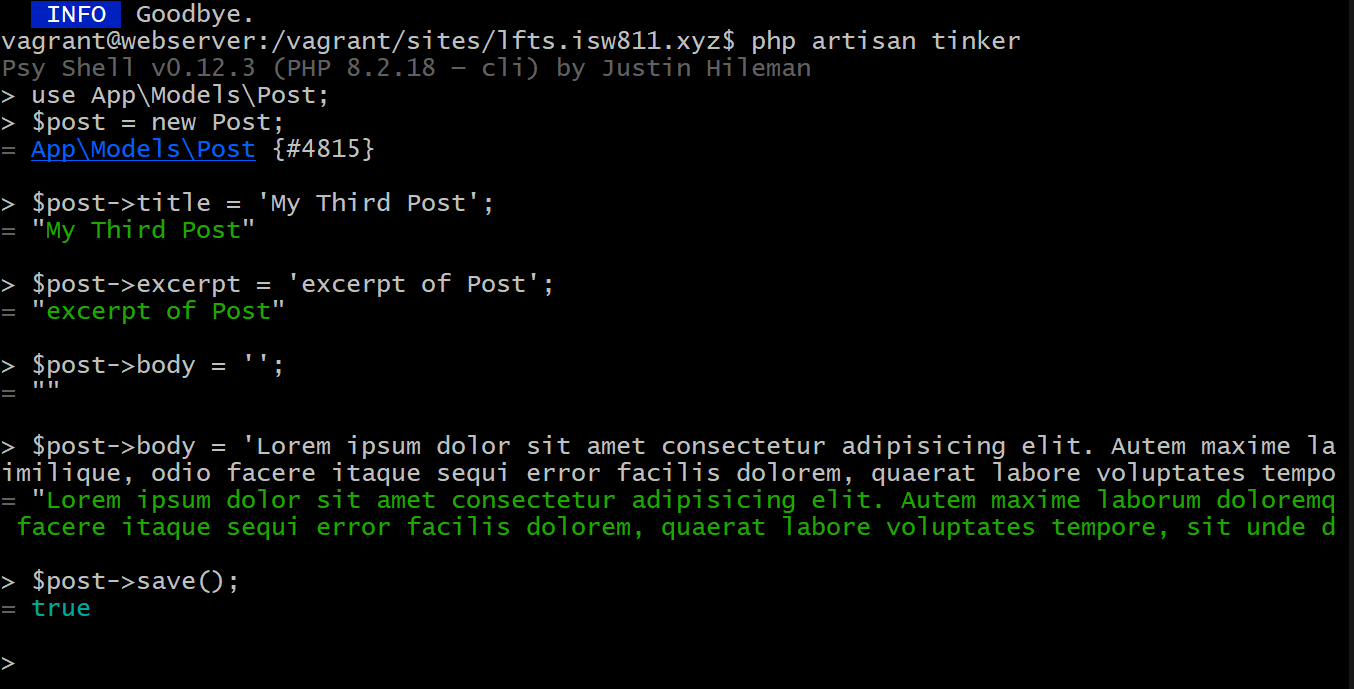 INFO Goodbye.
vagrant@webserver:/vagrant/sites/lfts.isw811.xyz$ php artisan tinker
Psy Shell v0.12.3 (PHP 8.2.18 — cli) by Justin Hileman
> use App\Models\Post;
> $post = new Post;
= App\Models\Post {#4815}
> $post->title = 'My Third Post';
= "My Third Post"
> $post->excerpt = 'excerpt of Post';
= "excerpt of Post"
> $post->body = '';
= ""
> $post->body = 'Lorem ipsum dolor sit amet consectetur adipisicing elit. Autem maxime la
imilique, odio facere itaque sequi error facilis dolorem, quaerat labore voluptates tempo
= "Lorem ipsum dolor sit amet consectetur adipisicing elit. Autem maxime laborum doloremq
facere itaque sequi error facilis dolorem, quaerat labore voluptates tempore, sit unde d
> $post->save();
= true
>